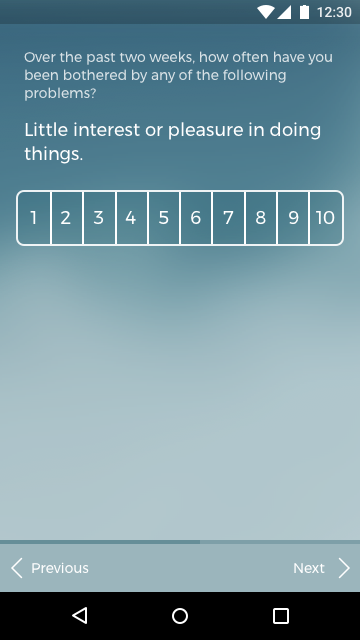 12:30
Over the past two weeks, how often have you
been bothered by any of the following
problems?
Little interest or pleasure in doing
things.
1 2 3 4 5 6 7 8 9 10
Previous Next